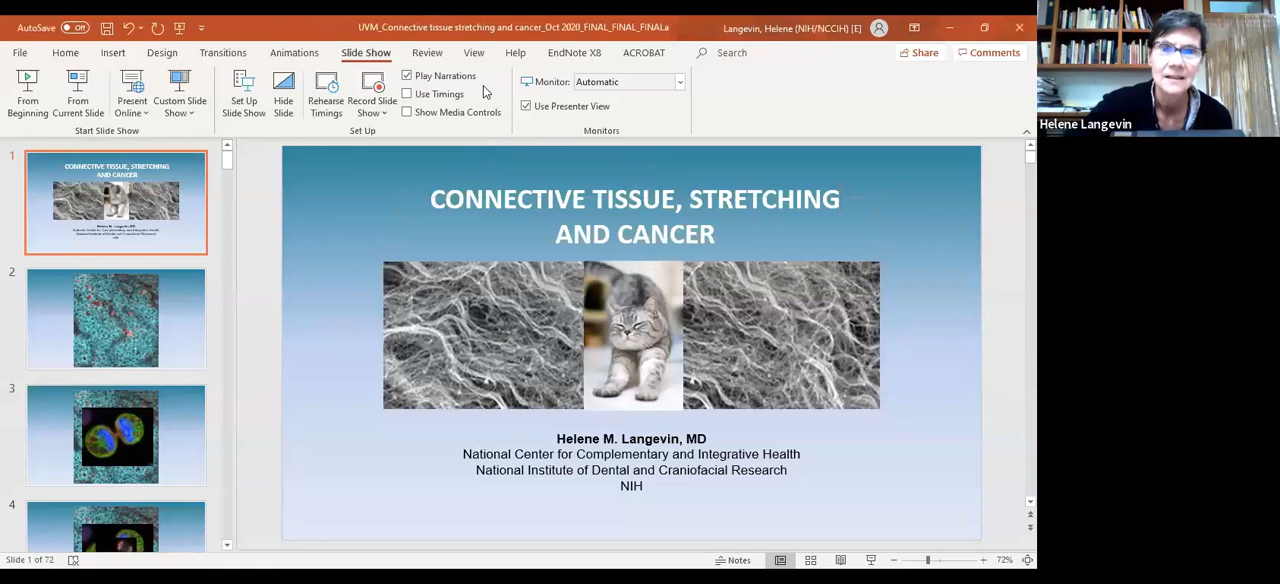 AutoSave Off
UVM_Connective tissue stretching and cancer_Oct 2020_FINAL_FINAL_FINALa
Langevin, Helene (NIH/NCCIH) [E]
File Home Insert Design Transitions Animations Slide Show Review View Help EndNote X8 ACROBAT Search
Share Comments
From Beginning
From Current Slide
Present Online
Custom Slide Show
Start Slide Show
Set Up Slide Show
Hide Slide
Rehearse Timings
Record Slide Show
Play Narrations
Use Timings
Show Media Controls
Set Up
Monitor: Automatic
Use Presenter View
Monitors
Helene Langevin
1
CONNECTIVE TISSUE, STRETCHING
AND CANCER
2
3
4
CONNECTIVE TISSUE, STRETCHING
AND CANCER
Helene M. Langevin, MD
National Center for Complementary and Integrative Health
National Institute of Dental and Craniofacial Research
NIH
Slide 1 of 72
Notes
72%